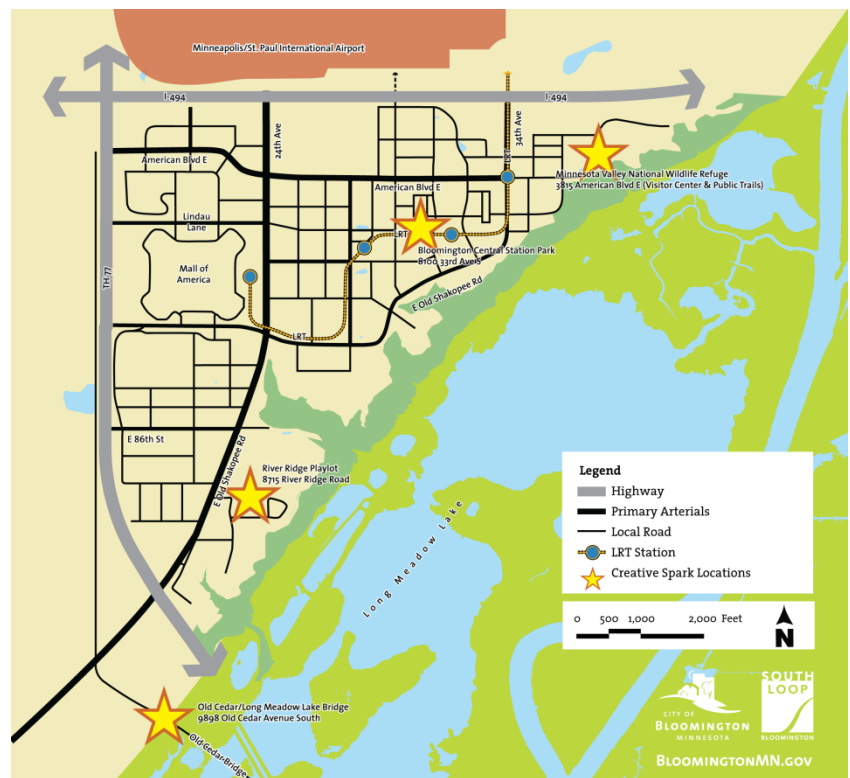 Minneapolis/St. Paul International Airport
I-494
I-494
24th Ave
34th Ave
LRT
American Blvd E
American Blvd E
Minnesota Valley National Wildlife Refuge
3815 American Blvd E (Visitor Center & Public Trails)
Lindau
Lane
LRT
Bloomington Central Station Park
8100 33rd Ave S
Mall of
America
TH 77
E Old Shakopee Rd
LRT
E 86th St
E Old Shakopee Rd
River Ridge Playlot
8715 River Ridge Road
Long Meadow Lake
Legend
Highway
Primary Arterials
Local Road
LRT Station
Creative Spark Locations
0 500 1,000 2,000 Feet
N
Old Cedar/Long Meadow Lake Bridge
9898 Old Cedar Avenue South
Old-Cedar-Bridge
CITY OF
BLOOMINGTON
MINNESOTA
SOUTH
LOOP
BLOOMINGTON
BLOOMINGTONMN.GOV